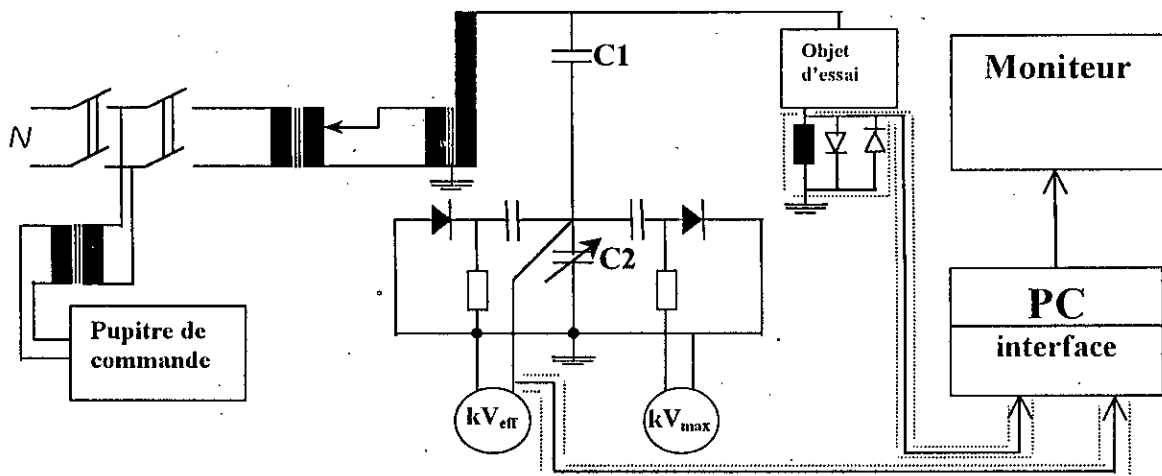 C1
Objet
d'essai
Moniteur
N
C2
Pupitre de
commande
PC
interface
kVeff
kVmax